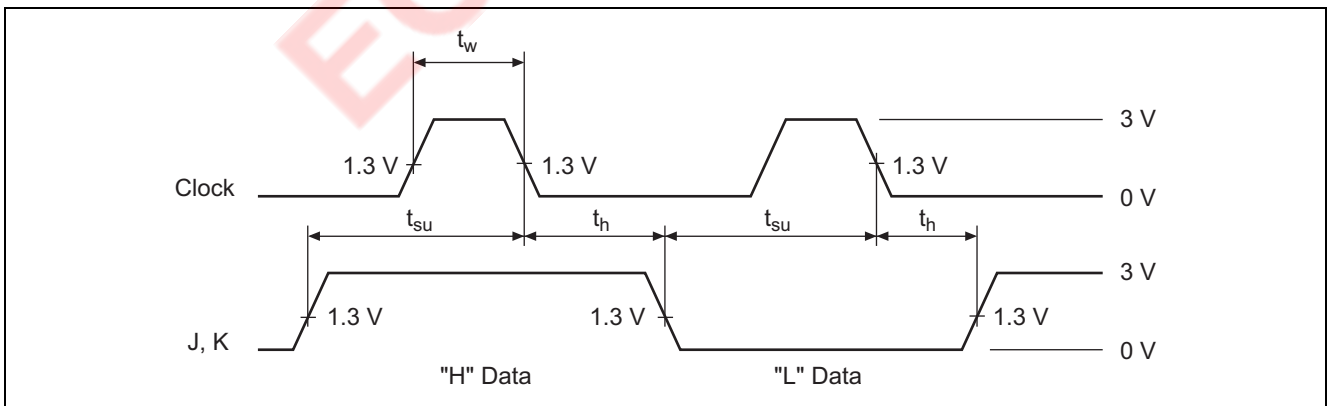 EC
t_w
3 V
1.3 V 1.3 V 1.3 V
Clock
0 V
t_su t_h t_su t_h
3 V
1.3 V 1.3 V 1.3 V
J, K
0 V
"H" Data "L" Data